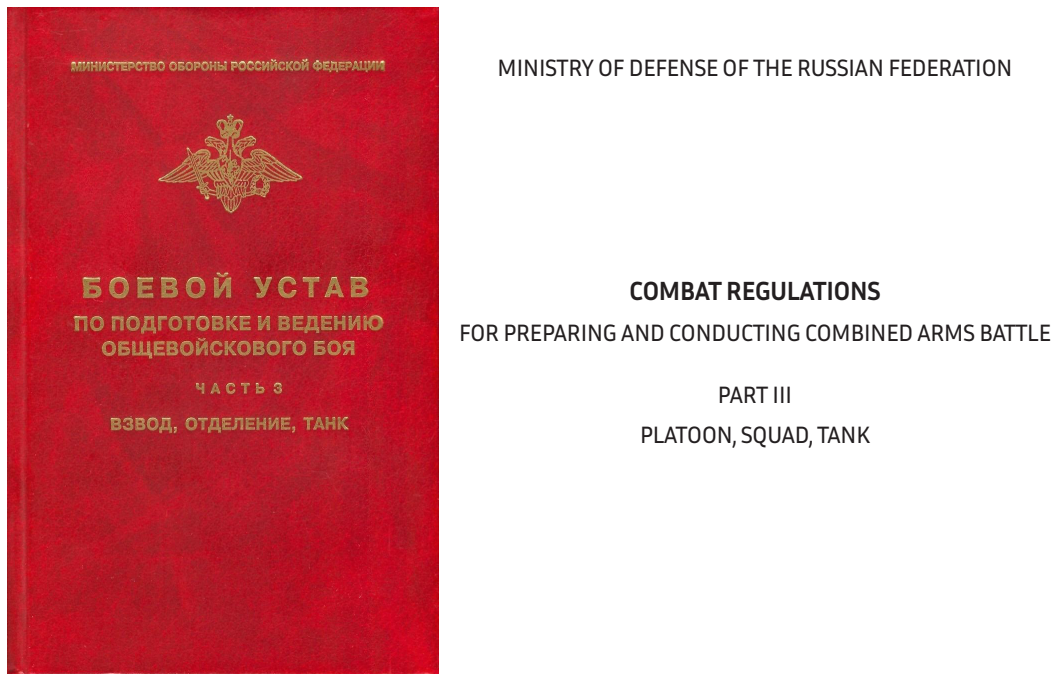 МИНИСТЕРСТВО ОБОРОНЫ РОССИЙСКОЙ ФЕДЕРАЦИИ
БОЕВОЙ УСТАВ
ПО ПОДГОТОВКЕ И ВЕДЕНИЮ
ОБЩЕВОЙСКОВОГО БОЯ
ЧАСТЬ 3
ВЗВОД, ОТДЕЛЕНИЕ, ТАНК
MINISTRY OF DEFENSE OF THE RUSSIAN FEDERATION
COMBAT REGULATIONS
FOR PREPARING AND CONDUCTING COMBINED ARMS BATTLE
PART III
PLATOON, SQUAD, TANK